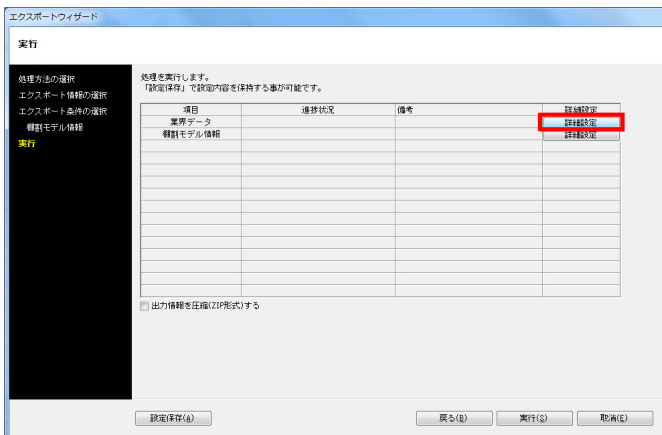 エクスポートウィザード
実行
処理方法の選択
エクスポート情報の選択
エクスポート条件の選択
棚割モデル情報
実行
処理を実行します。
「設定保存」で設定内容を保持する事が可能です。
項目 進捗状況 備考 詳細設定
業界データ 詳細設定
棚割モデル情報 詳細設定
出力情報を圧縮(ZIP形式)する
設定保存(A) 戻る(B) 実行(S) 取消(E)